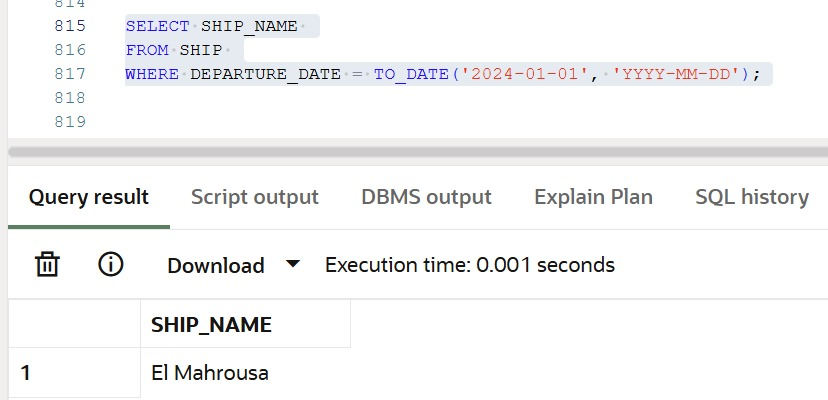 814
815 SELECT SHIP_NAME
816 FROM SHIP
817 WHERE DEPARTURE_DATE = TO_DATE('2024-01-01', 'YYYY-MM-DD');
818
819
Query result Script output DBMS output Explain Plan SQL history
Download Execution time: 0.001 seconds
SHIP_NAME
1 El Mahrousa